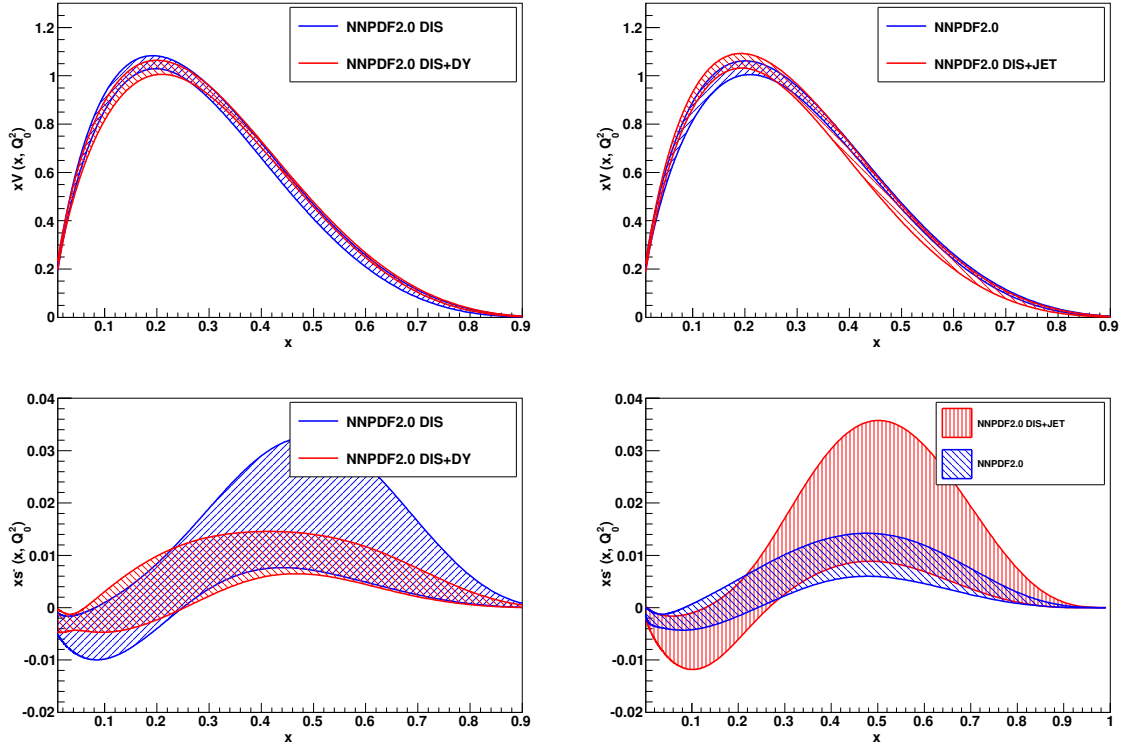 NNPDF2.0 DIS
NNPDF2.0 DIS+DY
xV (x, Q₀²)
1.2
1
0.8
0.6
0.4
0.2
0
0.1 0.2 0.3 0.4 0.5 0.6 0.7 0.8 0.9
x
NNPDF2.0
NNPDF2.0 DIS+JET
xV (x, Q₀²)
1.2
1
0.8
0.6
0.4
0.2
0
0.1 0.2 0.3 0.4 0.5 0.6 0.7 0.8 0.9
x
NNPDF2.0 DIS
NNPDF2.0 DIS+DY
xs⁻ (x, Q₀²)
0.04
0.03
0.02
0.01
0
-0.01
-0.02
0.1 0.2 0.3 0.4 0.5 0.6 0.7 0.8 0.9
x
NNPDF2.0 DIS+JET
NNPDF2.0
xs⁻ (x, Q₀²)
0.04
0.03
0.02
0.01
0
-0.01
-0.02
0.1 0.2 0.3 0.4 0.5 0.6 0.7 0.8 0.9 1
x